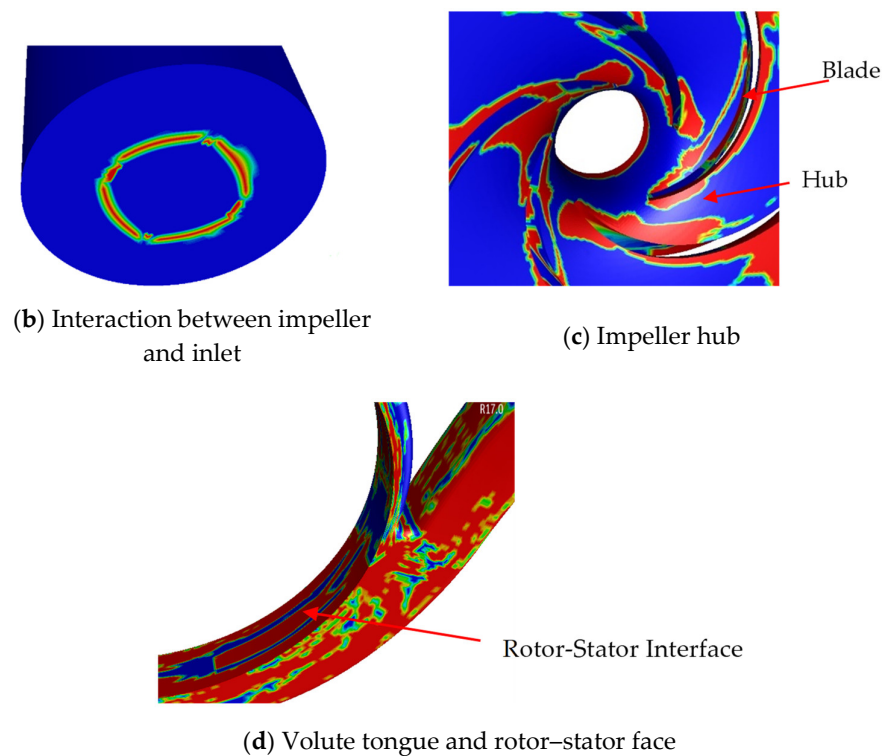 Blade
Hub
(b) Interaction between impeller
and inlet
(c) Impeller hub
R17.0
Rotor-Stator Interface
(d) Volute tongue and rotor–stator face